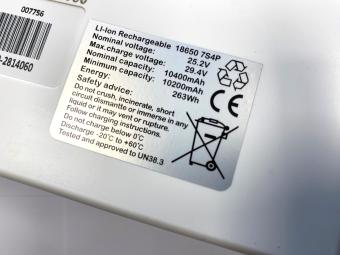 007756
0-2814060
Li-Ion Rechargeable 18650 7S4P
Nominal voltage: 25.2V
Max.charge voltage: 29.4V
Nominal capacity: 10400mAh
Minimum capacity: 10200mAh
Energy: 263Wh
Safety advice:
Do not crush, incinerate, short
circuit dismantle or immerse in any
liquid or it may vent or rupture.
Follow charging instructions.
Do not charge below 0°C
Discharge -20°C to +60°C
Tested and approved to UN38.3
CE